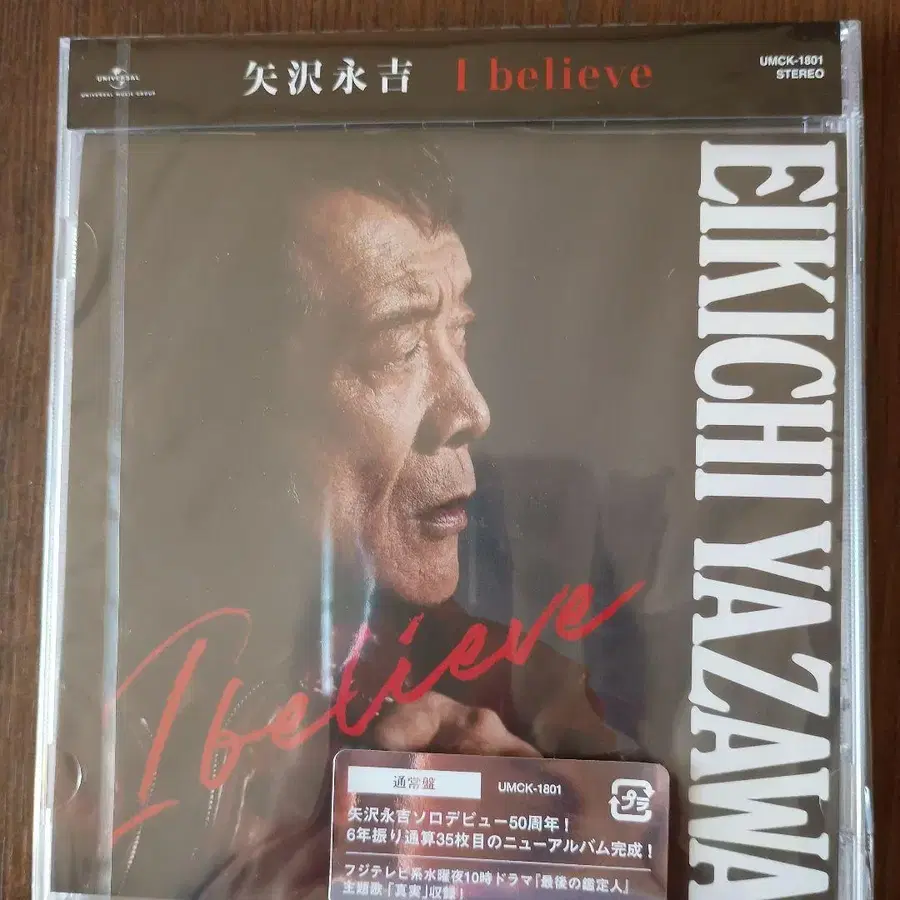 UNIVERSAL
UNIVERSAL MUSIC GROUP
矢沢永吉 I believe
UMCK-1801
STEREO
EIKICHI YAZAWA
I believe
通常盤
UMCK-1801
プラ
矢沢永吉ソロデビュー50周年!
6年振り通算35枚目のニューアルバム完成!
フジテレビ系水曜夜10時ドラマ『最後の鑑定人』
主題歌「真実」収録!